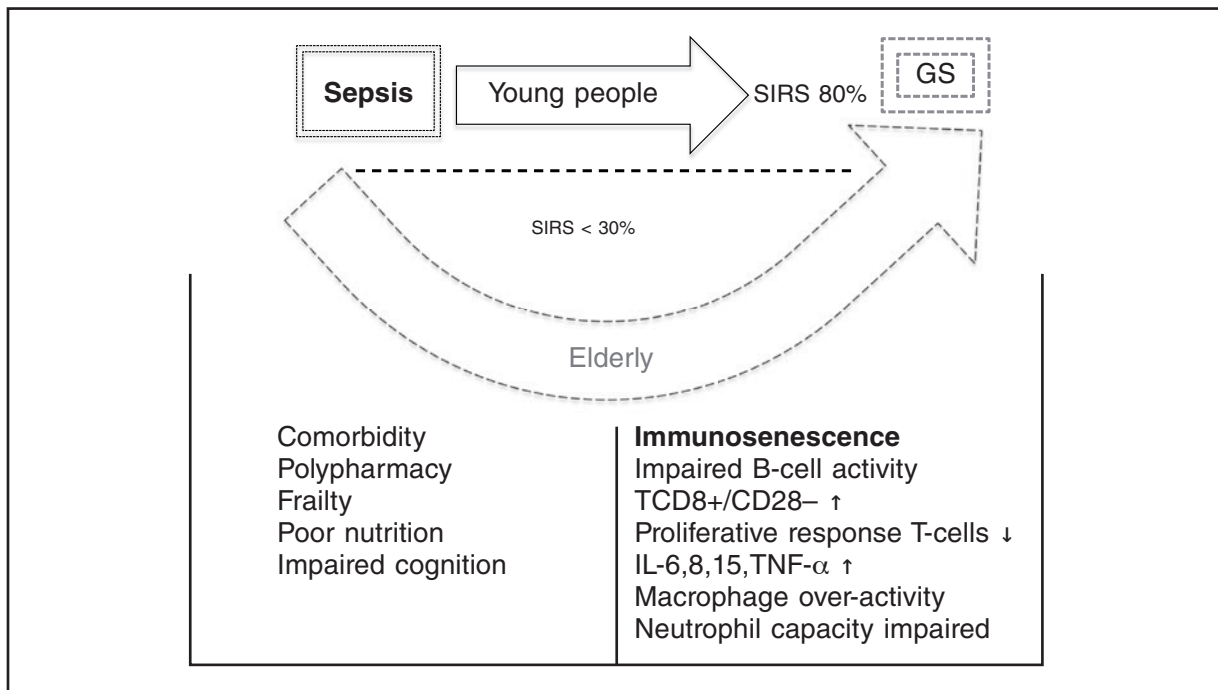 Sepsis
Young people
SIRS 80%
GS
SIRS < 30%
Elderly
Comorbidity
Polypharmacy
Frailty
Poor nutrition
Impaired cognition
Immunosenescence
Impaired B-cell activity
TCD8+/CD28– ↑
Proliferative response T-cells ↓
IL-6,8,15,TNF-α ↑
Macrophage over-activity
Neutrophil capacity impaired